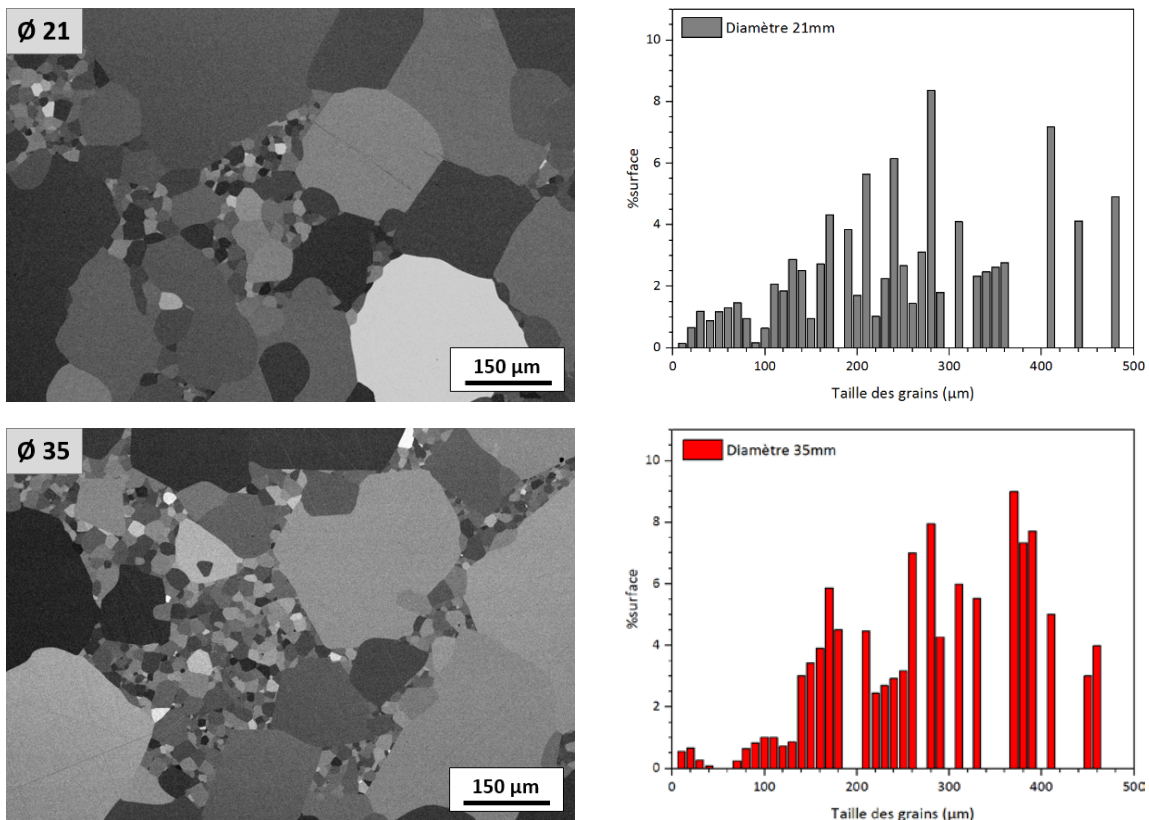 Ø 21
150 µm
Diamètre 21mm
%surface
10
8
6
4
2
0
0 100 200 300 400 500
Taille des grains (µm)
Ø 35
150 µm
Diamètre 35mm
%surface
10
8
6
4
2
0
0 100 200 300 400 500
Taille des grains (µm)